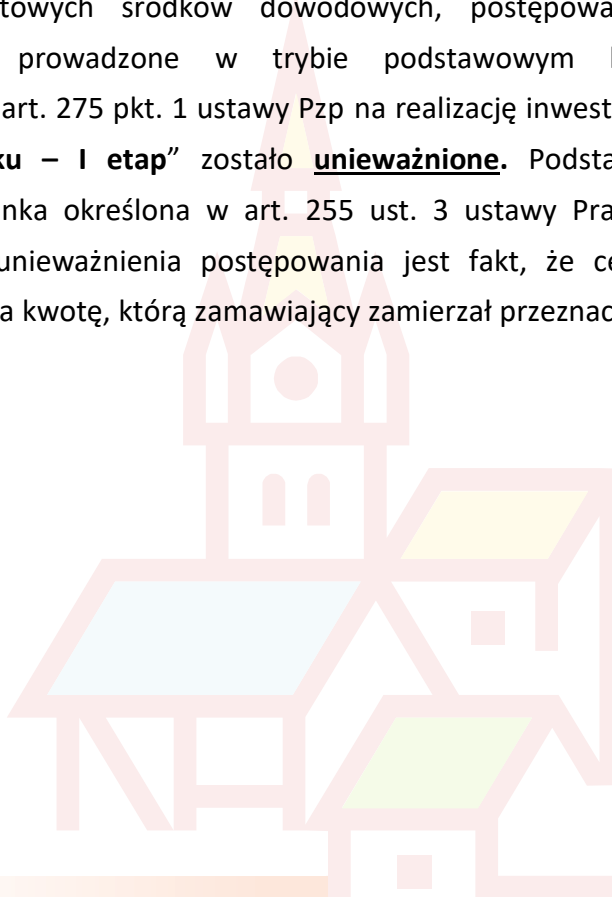 towych środków dowodowych, postępowa
prowadzone w trybie podstawowym
art. 275 pkt. 1 ustawy Pzp na realizację inwest
ku – I etap” zostało unieważnione. Podsta
nka określona w art. 255 ust. 3 ustawy Pra
unieważnienia postępowania jest fakt, że ce
a kwotę, którą zamawiający zamierzał przeznac